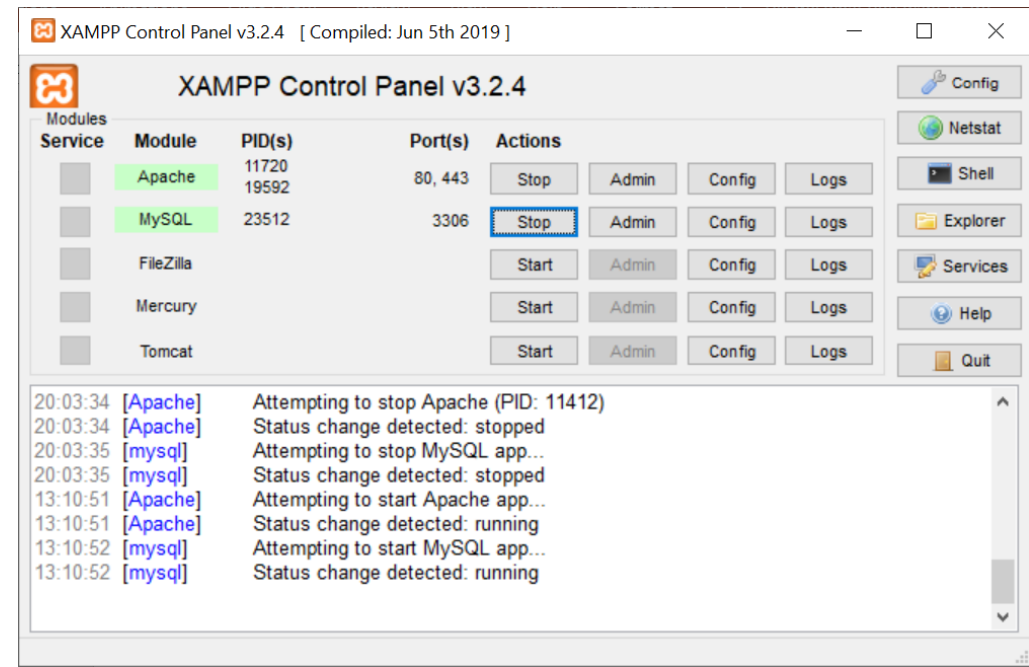 XAMPP Control Panel v3.2.4 [ Compiled: Jun 5th 2019 ]
XAMPP Control Panel v3.2.4
Config
Netstat
Shell
Explorer
Services
Help
Quit
Modules
Service Module PID(s) Port(s) Actions
Apache 11720 19592 80, 443 Stop Admin Config Logs
MySQL 23512 3306 Stop Admin Config Logs
FileZilla Start Admin Config Logs
Mercury Start Admin Config Logs
Tomcat Start Admin Config Logs
20:03:34 [Apache] Attempting to stop Apache (PID: 11412)
20:03:34 [Apache] Status change detected: stopped
20:03:35 [mysql] Attempting to stop MySQL app...
20:03:35 [mysql] Status change detected: stopped
13:10:51 [Apache] Attempting to start Apache app...
13:10:51 [Apache] Status change detected: running
13:10:52 [mysql] Attempting to start MySQL app...
13:10:52 [mysql] Status change detected: running